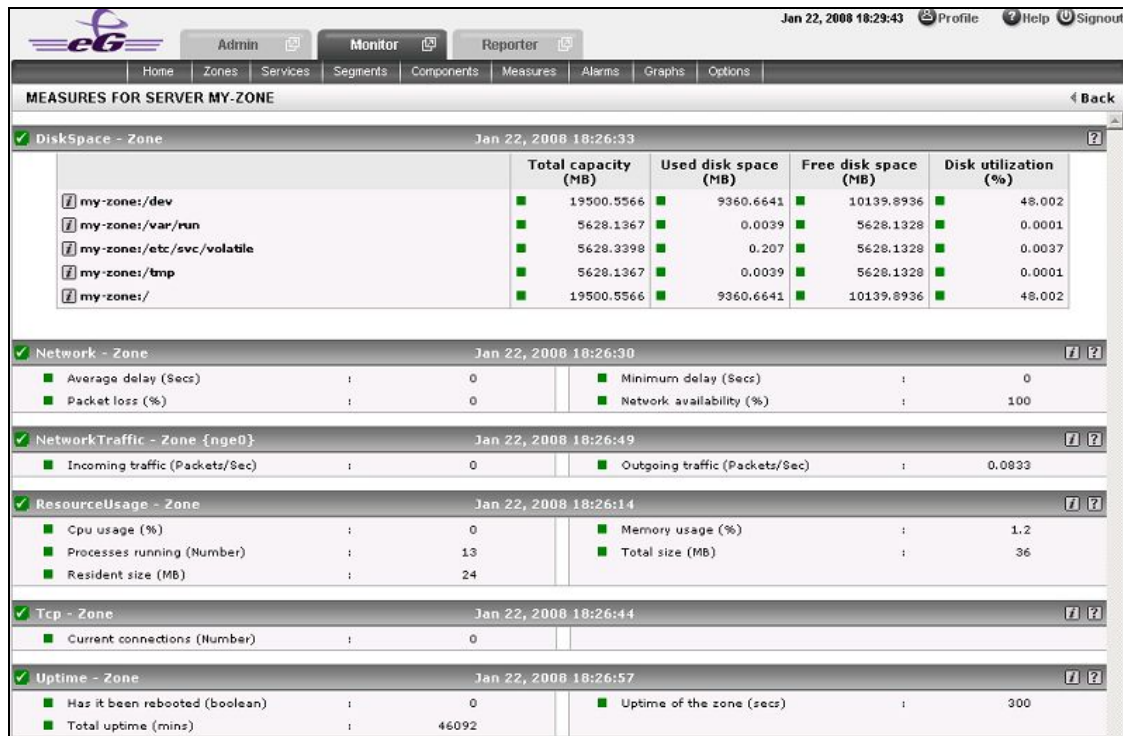 Jan 22, 2008 18:29:43 Profile Help Signout
eG
Admin Monitor Reporter
Home Zones Services Segments Components Measures Alarms Graphs Options
MEASURES FOR SERVER MY-ZONE Back
DiskSpace - Zone Jan 22, 2008 18:26:33 ?
Total capacity (MB) Used disk space (MB) Free disk space (MB) Disk utilization (%)
i my-zone:/dev 19500.5566 9360.6641 10139.8936 48.002
i my-zone:/var/run 5628.1367 0.0039 5628.1328 0.0001
i my-zone:/etc/svc/volatile 5628.3398 0.207 5628.1328 0.0037
i my-zone:/tmp 5628.1367 0.0039 5628.1328 0.0001
i my-zone:/ 19500.5566 9360.6641 10139.8936 48.002
Network - Zone Jan 22, 2008 18:26:30 i ?
Average delay (Secs) : 0 Minimum delay (Secs) : 0
Packet loss (%) : 0 Network availability (%) : 100
NetworkTraffic - Zone {nge0} Jan 22, 2008 18:26:49 i ?
Incoming traffic (Packets/Sec) : 0 Outgoing traffic (Packets/Sec) : 0.0833
ResourceUsage - Zone Jan 22, 2008 18:26:14 i ?
Cpu usage (%) : 0 Memory usage (%) : 1.2
Processes running (Number) : 13 Total size (MB) : 36
Resident size (MB) : 24
Tcp - Zone Jan 22, 2008 18:26:44 i ?
Current connections (Number) : 0
Uptime - Zone Jan 22, 2008 18:26:57 i ?
Has it been rebooted (boolean) : 0 Uptime of the zone (secs) : 300
Total uptime (mins) : 46092